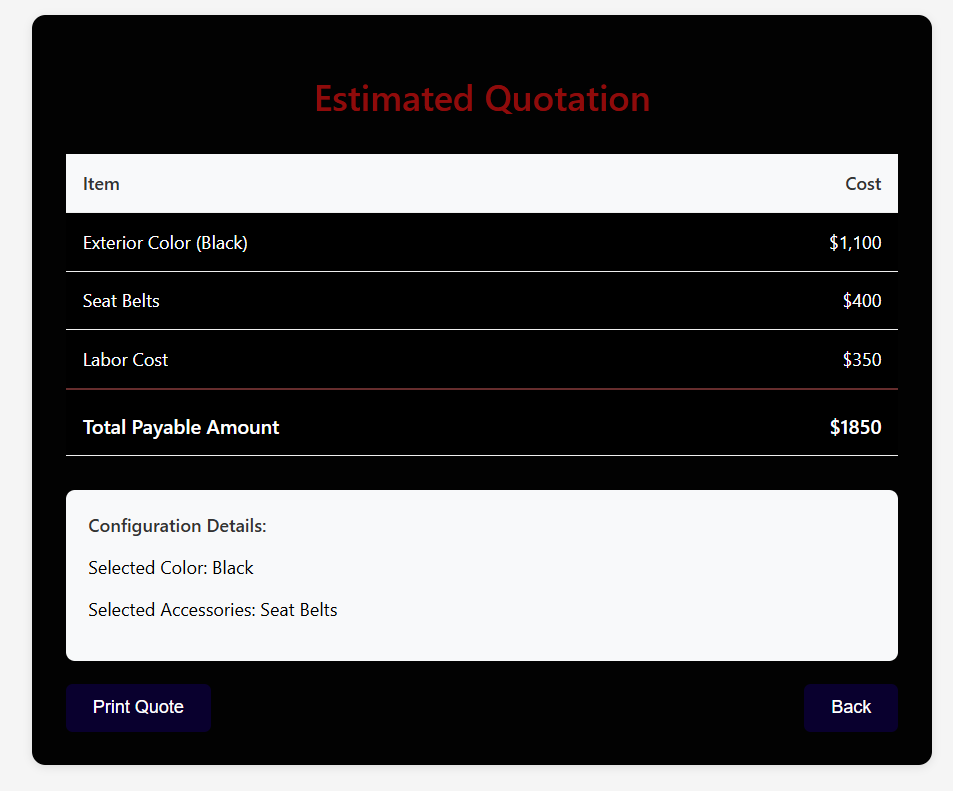 Estimated Quotation
Item Cost
Exterior Color (Black) $1,100
Seat Belts $400
Labor Cost $350
Total Payable Amount $1850
Configuration Details:
Selected Color: Black
Selected Accessories: Seat Belts
Print Quote Back